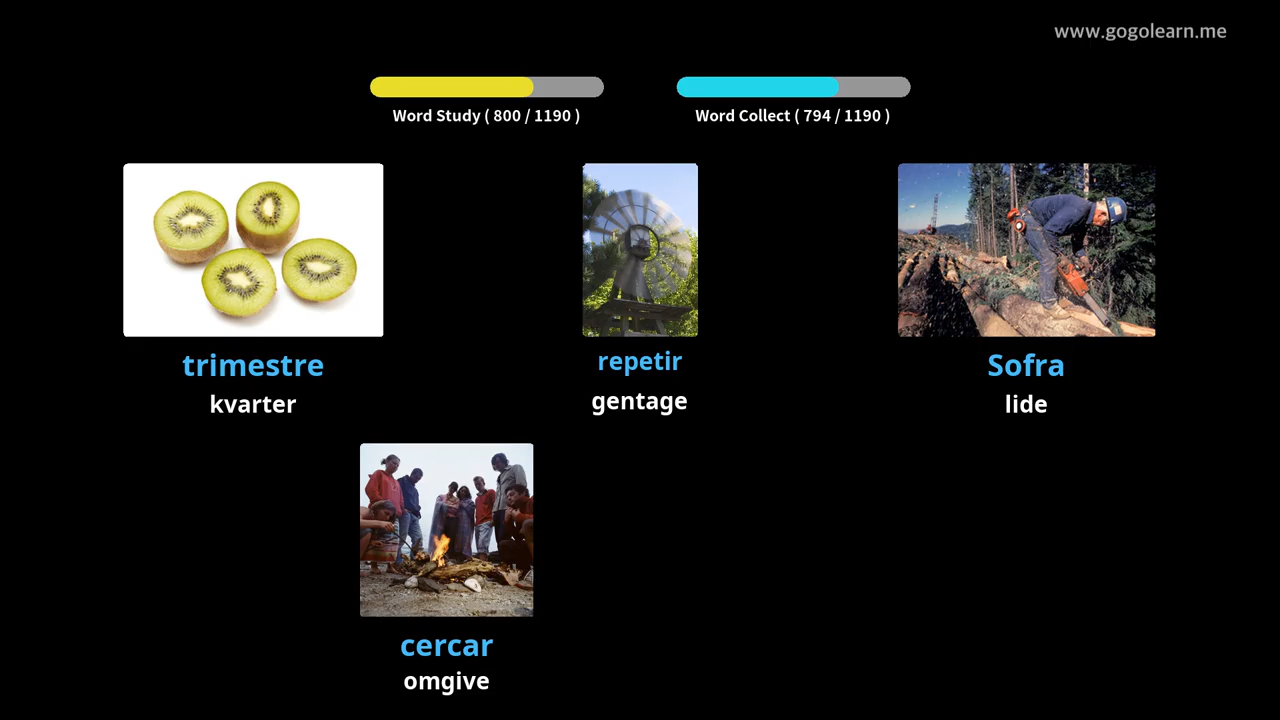 www.gogolearn.me
Word Study ( 800 / 1190 )
Word Collect ( 794 / 1190 )
trimestre
kvarter
repetir
gentage
Sofra
lide
cercar
omgive